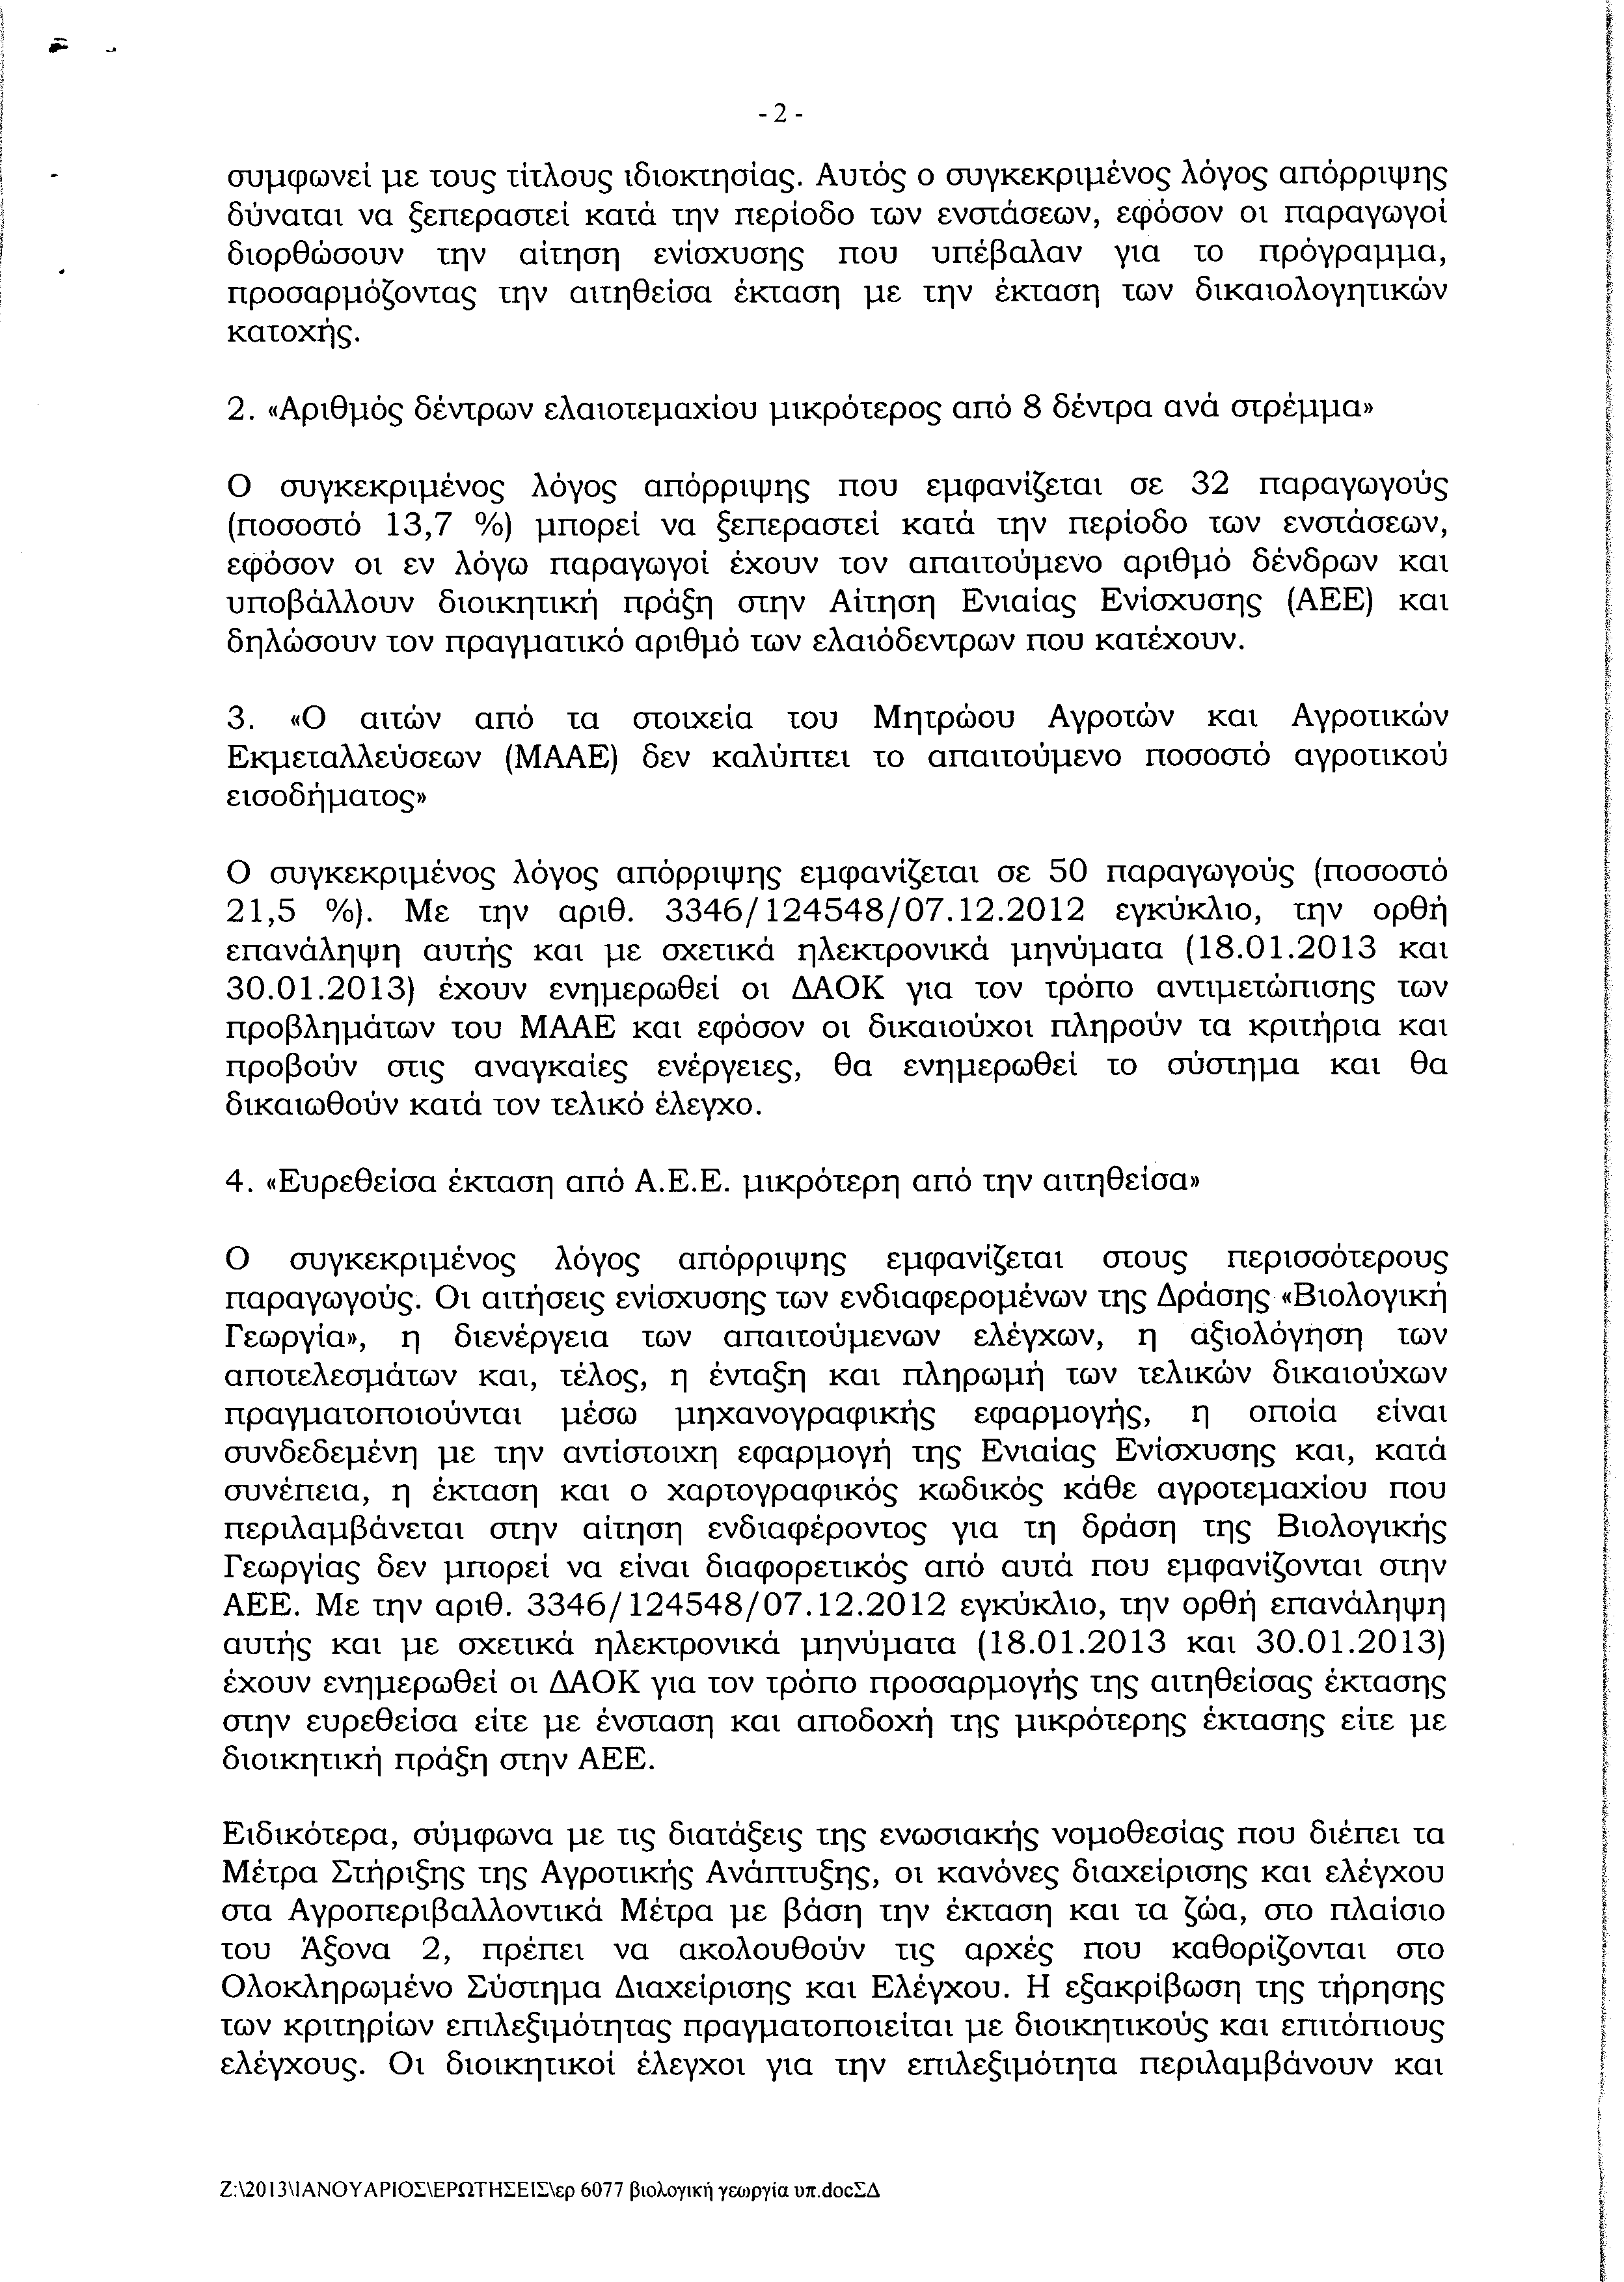 - 2 -
συμφωνεί με τους τίτλους ιδιοκτησίας. Αυτός ο συγκεκριμένος λόγος απόρριψης
δύναται να ξεπεραστεί κατά την περίοδο των ενστάσεων, εφόσον οι παραγωγοί
διορθώσουν την αίτηση ενίσχυσης που υπέβαλαν για το πρόγραμμα,
προσαρμόζοντας την αιτηθείσα έκταση με την έκταση των δικαιολογητικών
κατοχής.
2. «Αριθμός δέντρων ελαιοτεμαχίου μικρότερος από 8 δέντρα ανά στρέμμα»
Ο συγκεκριμένος λόγος απόρριψης που εμφανίζεται σε 32 παραγωγούς
(ποσοστό 13,7 %) μπορεί να ξεπεραστεί κατά την περίοδο των ενστάσεων,
εφόσον οι εν λόγω παραγωγοί έχουν τον απαιτούμενο αριθμό δένδρων και
υποβάλλουν διοικητική πράξη στην Αίτηση Ενιαίας Ενίσχυσης (ΑΕΕ) και
δηλώσουν τον πραγματικό αριθμό των ελαιόδεντρων που κατέχουν.
3. «Ο αιτών από τα στοιχεία του Μητρώου Αγροτών και Αγροτικών
Εκμεταλλεύσεων (ΜΑΑΕ) δεν καλύπτει το απαιτούμενο ποσοστό αγροτικού
εισοδήματος»
Ο συγκεκριμένος λόγος απόρριψης εμφανίζεται σε 50 παραγωγούς (ποσοστό
21,5 %). Με την αριθ. 3346/124548/07.12.2012 εγκύκλιο, την ορθή
επανάληψη αυτής και με σχετικά ηλεκτρονικά μηνύματα (18.01.2013 και
30.01.2013) έχουν ενημερωθεί οι ΔΑΟΚ για τον τρόπο αντιμετώπισης των
προβλημάτων του ΜΑΑΕ και εφόσον οι δικαιούχοι πληρούν τα κριτήρια και
προβούν στις αναγκαίες ενέργειες, θα ενημερωθεί το σύστημα και θα
δικαιωθούν κατά τον τελικό έλεγχο.
4. «Ευρεθείσα έκταση από Α.Ε.Ε. μικρότερη από την αιτηθείσα»
Ο συγκεκριμένος λόγος απόρριψης εμφανίζεται στους περισσότερους
παραγωγούς. Οι αιτήσεις ενίσχυσης των ενδιαφερομένων της Δράσης «Βιολογική
Γεωργία», η διενέργεια των απαιτούμενων ελέγχων, η αξιολόγηση των
αποτελεσμάτων και, τέλος, η ένταξη και πληρωμή των τελικών δικαιούχων
πραγματοποιούνται μέσω μηχανογραφικής εφαρμογής, η οποία είναι
συνδεδεμένη με την αντίστοιχη εφαρμογή της Ενιαίας Ενίσχυσης και, κατά
συνέπεια, η έκταση και ο χαρτογραφικός κωδικός κάθε αγροτεμαχίου που
περιλαμβάνεται στην αίτηση ενδιαφέροντος για τη δράση της Βιολογικής
Γεωργίας δεν μπορεί να είναι διαφορετικός από αυτά που εμφανίζονται στην
ΑΕΕ. Με την αριθ. 3346/124548/07.12.2012 εγκύκλιο, την ορθή επανάληψη
αυτής και με σχετικά ηλεκτρονικά μηνύματα (18.01.2013 και 30.01.2013)
έχουν ενημερωθεί οι ΔΑΟΚ για τον τρόπο προσαρμογής της αιτηθείσας έκτασης
στην ευρεθείσα είτε με ένσταση και αποδοχή της μικρότερης έκτασης είτε με
διοικητική πράξη στην ΑΕΕ.
Ειδικότερα, σύμφωνα με τις διατάξεις της ενωσιακής νομοθεσίας που διέπει τα
Μέτρα Στήριξης της Αγροτικής Ανάπτυξης, οι κανόνες διαχείρισης και ελέγχου
στα Αγροπεριβαλλοντικά Μέτρα με βάση την έκταση και τα ζώα, στο πλαίσιο
του Άξονα 2, πρέπει να ακολουθούν τις αρχές που καθορίζονται στο
Ολοκληρωμένο Σύστημα Διαχείρισης και Ελέγχου. Η εξακρίβωση της τήρησης
των κριτηρίων επιλεξιμότητας πραγματοποιείται με διοικητικούς και επιτόπιους
ελέγχους. Οι διοικητικοί έλεγχοι για την επιλεξιμότητα περιλαμβάνουν και
Z:\2013\ΙΑΝΟΥΑΡΙΟΣ\ΕΡΩΤΗΣΕΙΣ\ερ 6077 βιολογική γεωργία υπ.docΣΔ